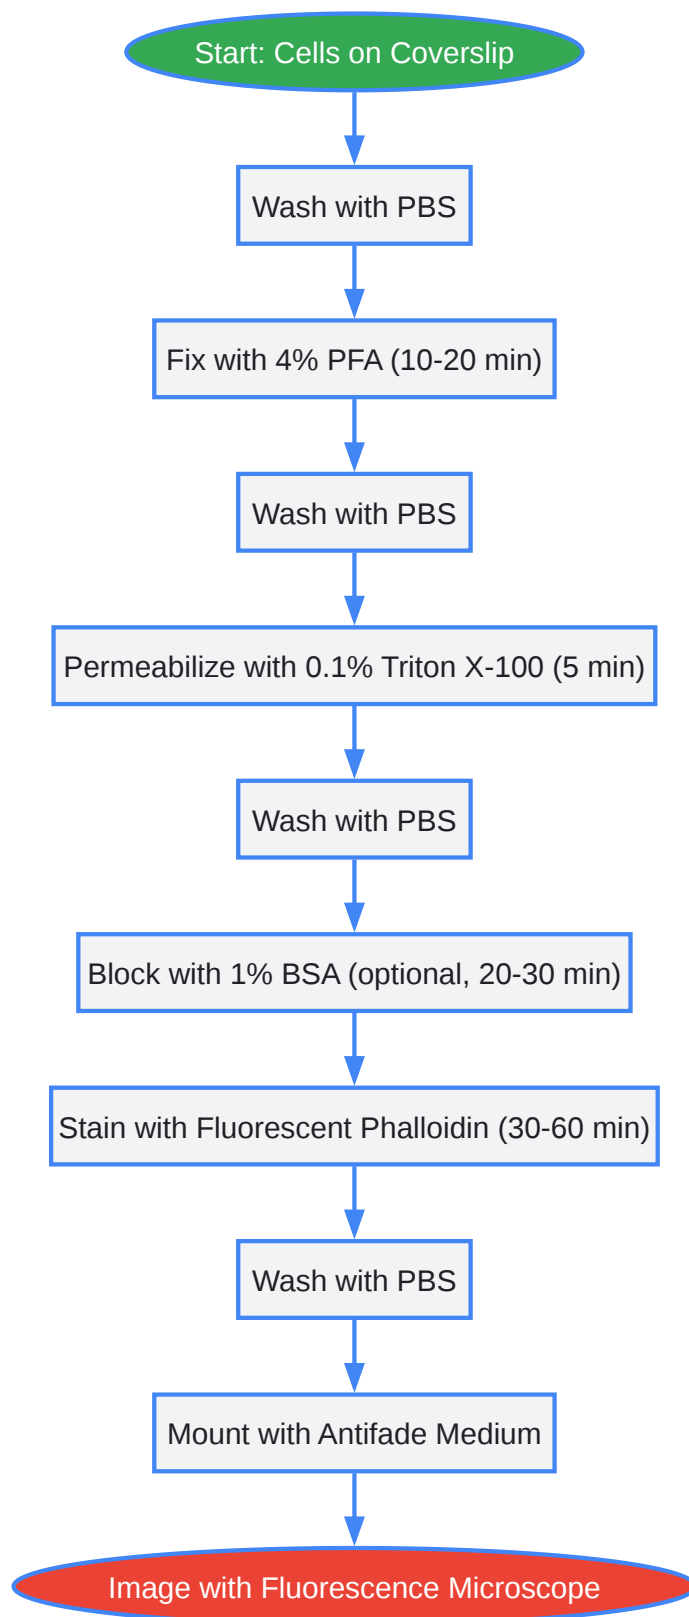 Start: Cells on Coverslip
Wash with PBS
Fix with 4% PFA (10-20 min)
Wash with PBS
Permeabilize with 0.1% Triton X-100 (5 min)
Wash with PBS
Block with 1% BSA (optional, 20-30 min)
Stain with Fluorescent Phalloidin (30-60 min)
Wash with PBS
Mount with Antifade Medium
Image with Fluorescence Microscope